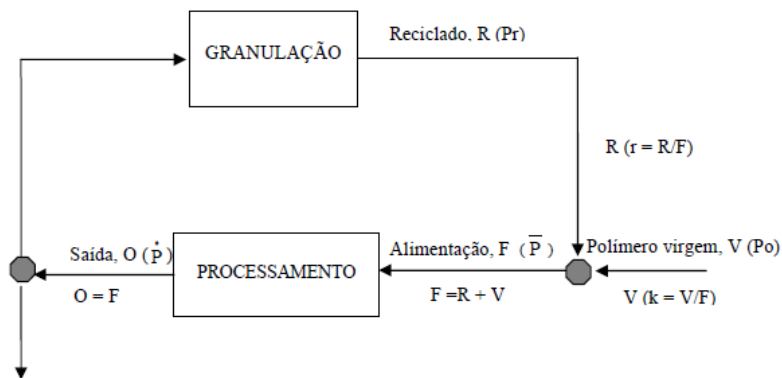 GRANULAÇÃO
Reciclado, R (Pr)
R (r = R/F)
Saída, O (Ṗ)
O = F
PROCESSAMENTO
Alimentação, F (P̅)
F =R + V
Polímero virgem, V (Po)
V (k = V/F)